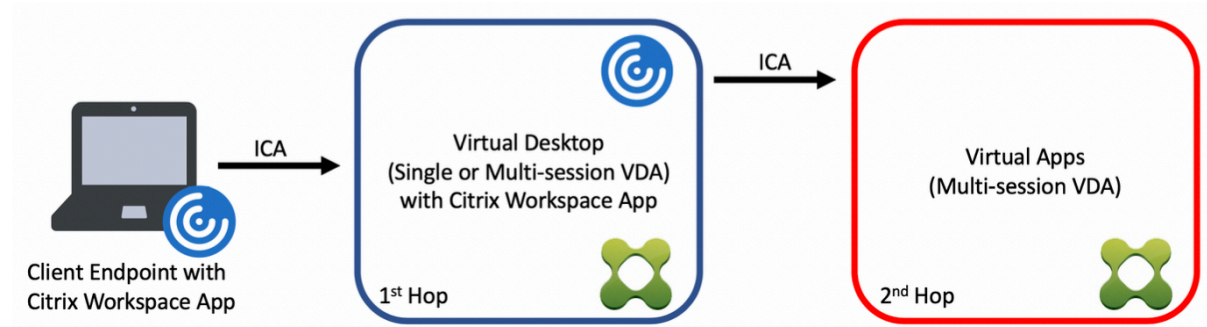 Client Endpoint with
Citrix Workspace App
ICA
Virtual Desktop
(Single or Multi-session VDA)
with Citrix Workspace App
1st Hop
ICA
Virtual Apps
(Multi-session VDA)
2nd Hop